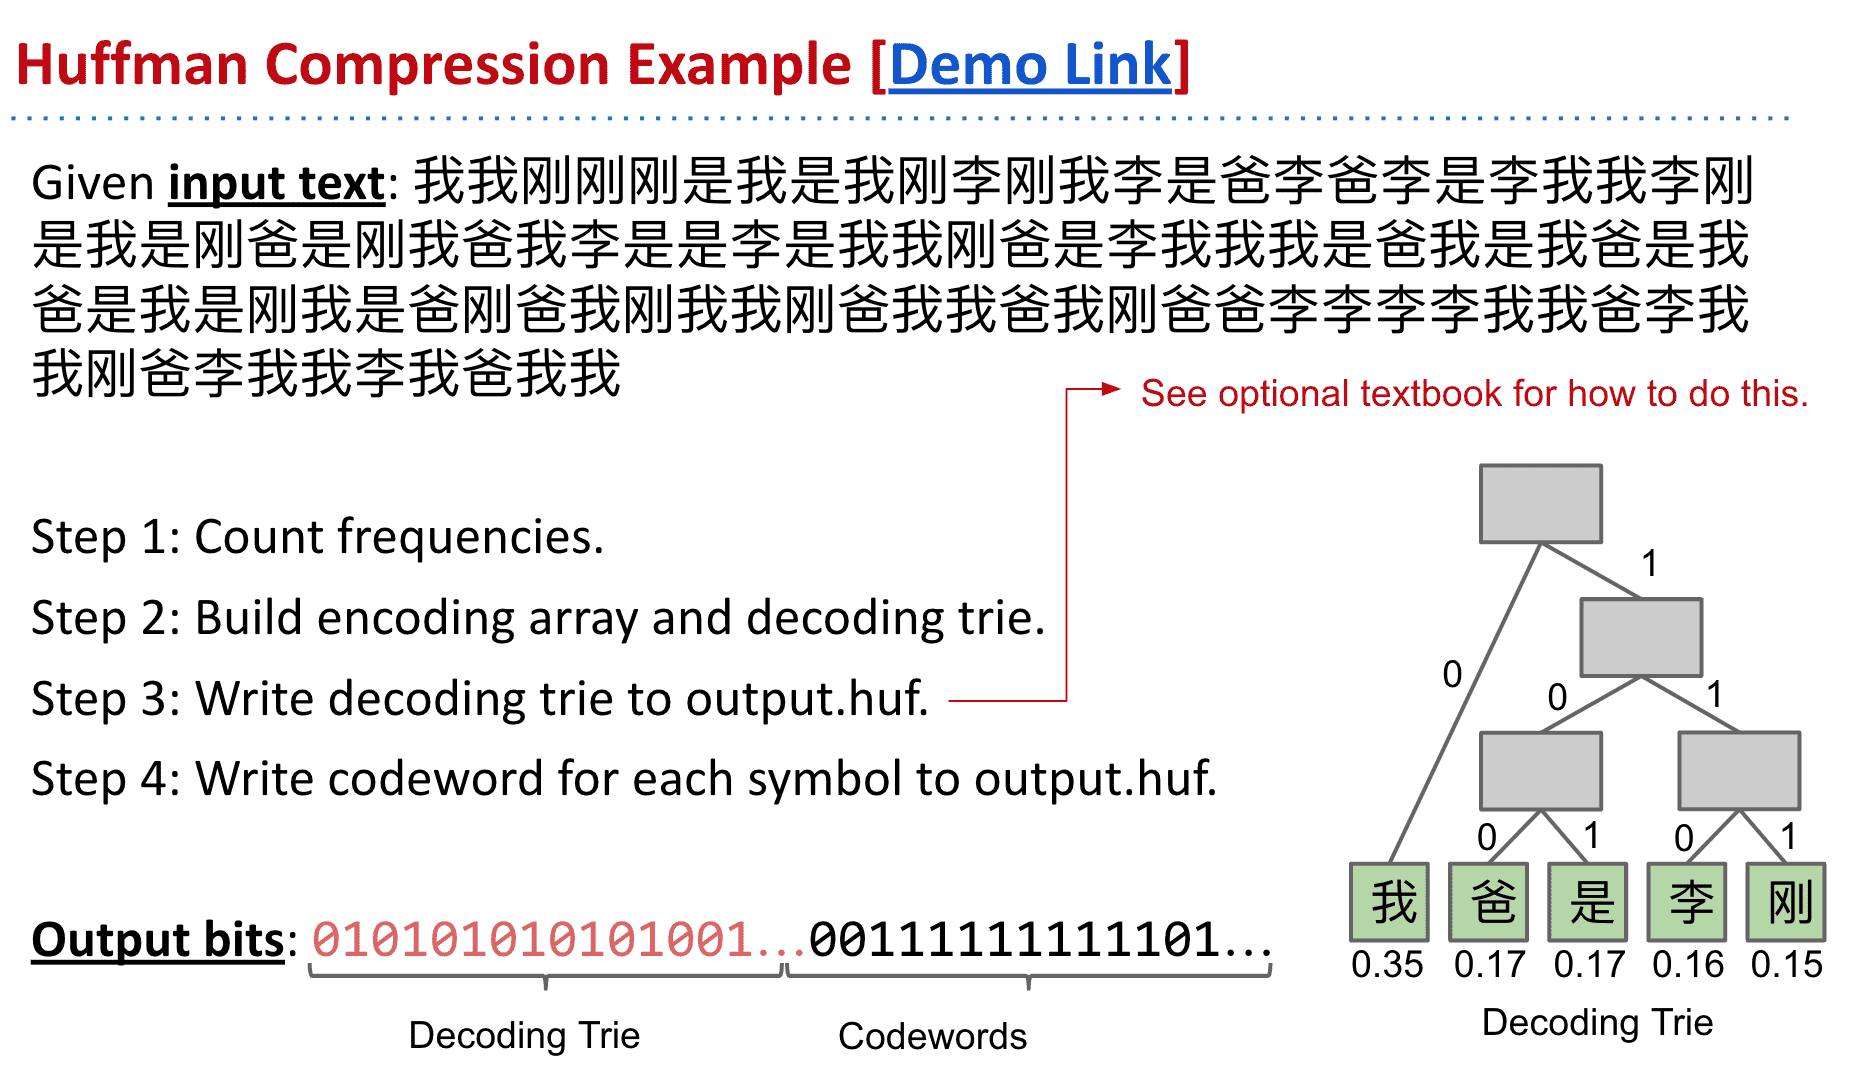 Huffman Compression Example [Demo Link]
Given input text: 我我刚刚刚是我是我刚李刚我李是爸李爸李是李我我李刚
是我是刚爸是刚我爸我李是是李是我我刚爸是李我我我是爸我是我爸是我
爸是我是刚我是爸刚爸我刚我我刚爸我我爸我刚爸爸李李李李我我爸李我
我刚爸李我我李我爸我我
See optional textbook for how to do this.
Step 1: Count frequencies.
Step 2: Build encoding array and decoding trie.
Step 3: Write decoding trie to output.huf.
Step 4: Write codeword for each symbol to output.huf.
Output bits: 010101010101001...00111111111101...
Decoding Trie
Codewords
1
0
0
1
0 1 0 1
我 爸 是 李 刚
0.35 0.17 0.17 0.16 0.15
Decoding Trie